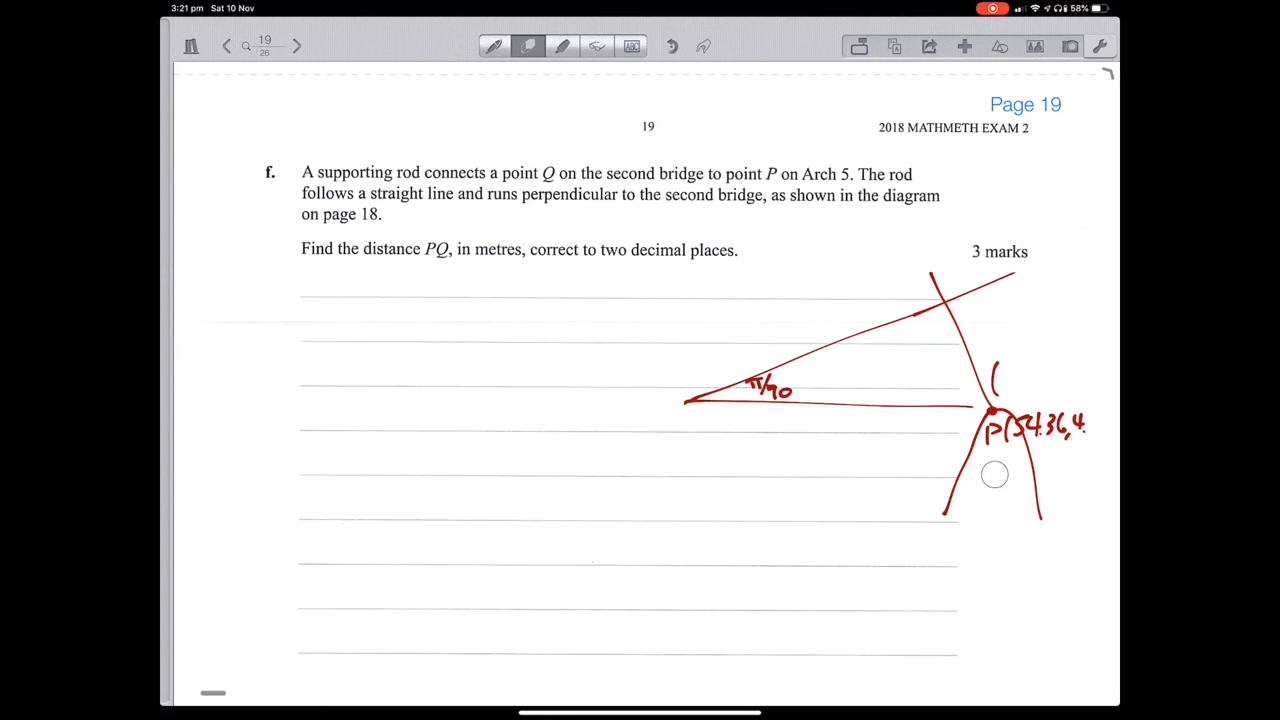 3:21 pm Sat 10 Nov
58%
19
26
ABC
Page 19
19
2018 MATHMETH EXAM 2
f. A supporting rod connects a point Q on the second bridge to point P on Arch 5. The rod
follows a straight line and runs perpendicular to the second bridge, as shown in the diagram
on page 18.
Find the distance PQ, in metres, correct to two decimal places.
3 marks
π/90
(
P(54.36,4.